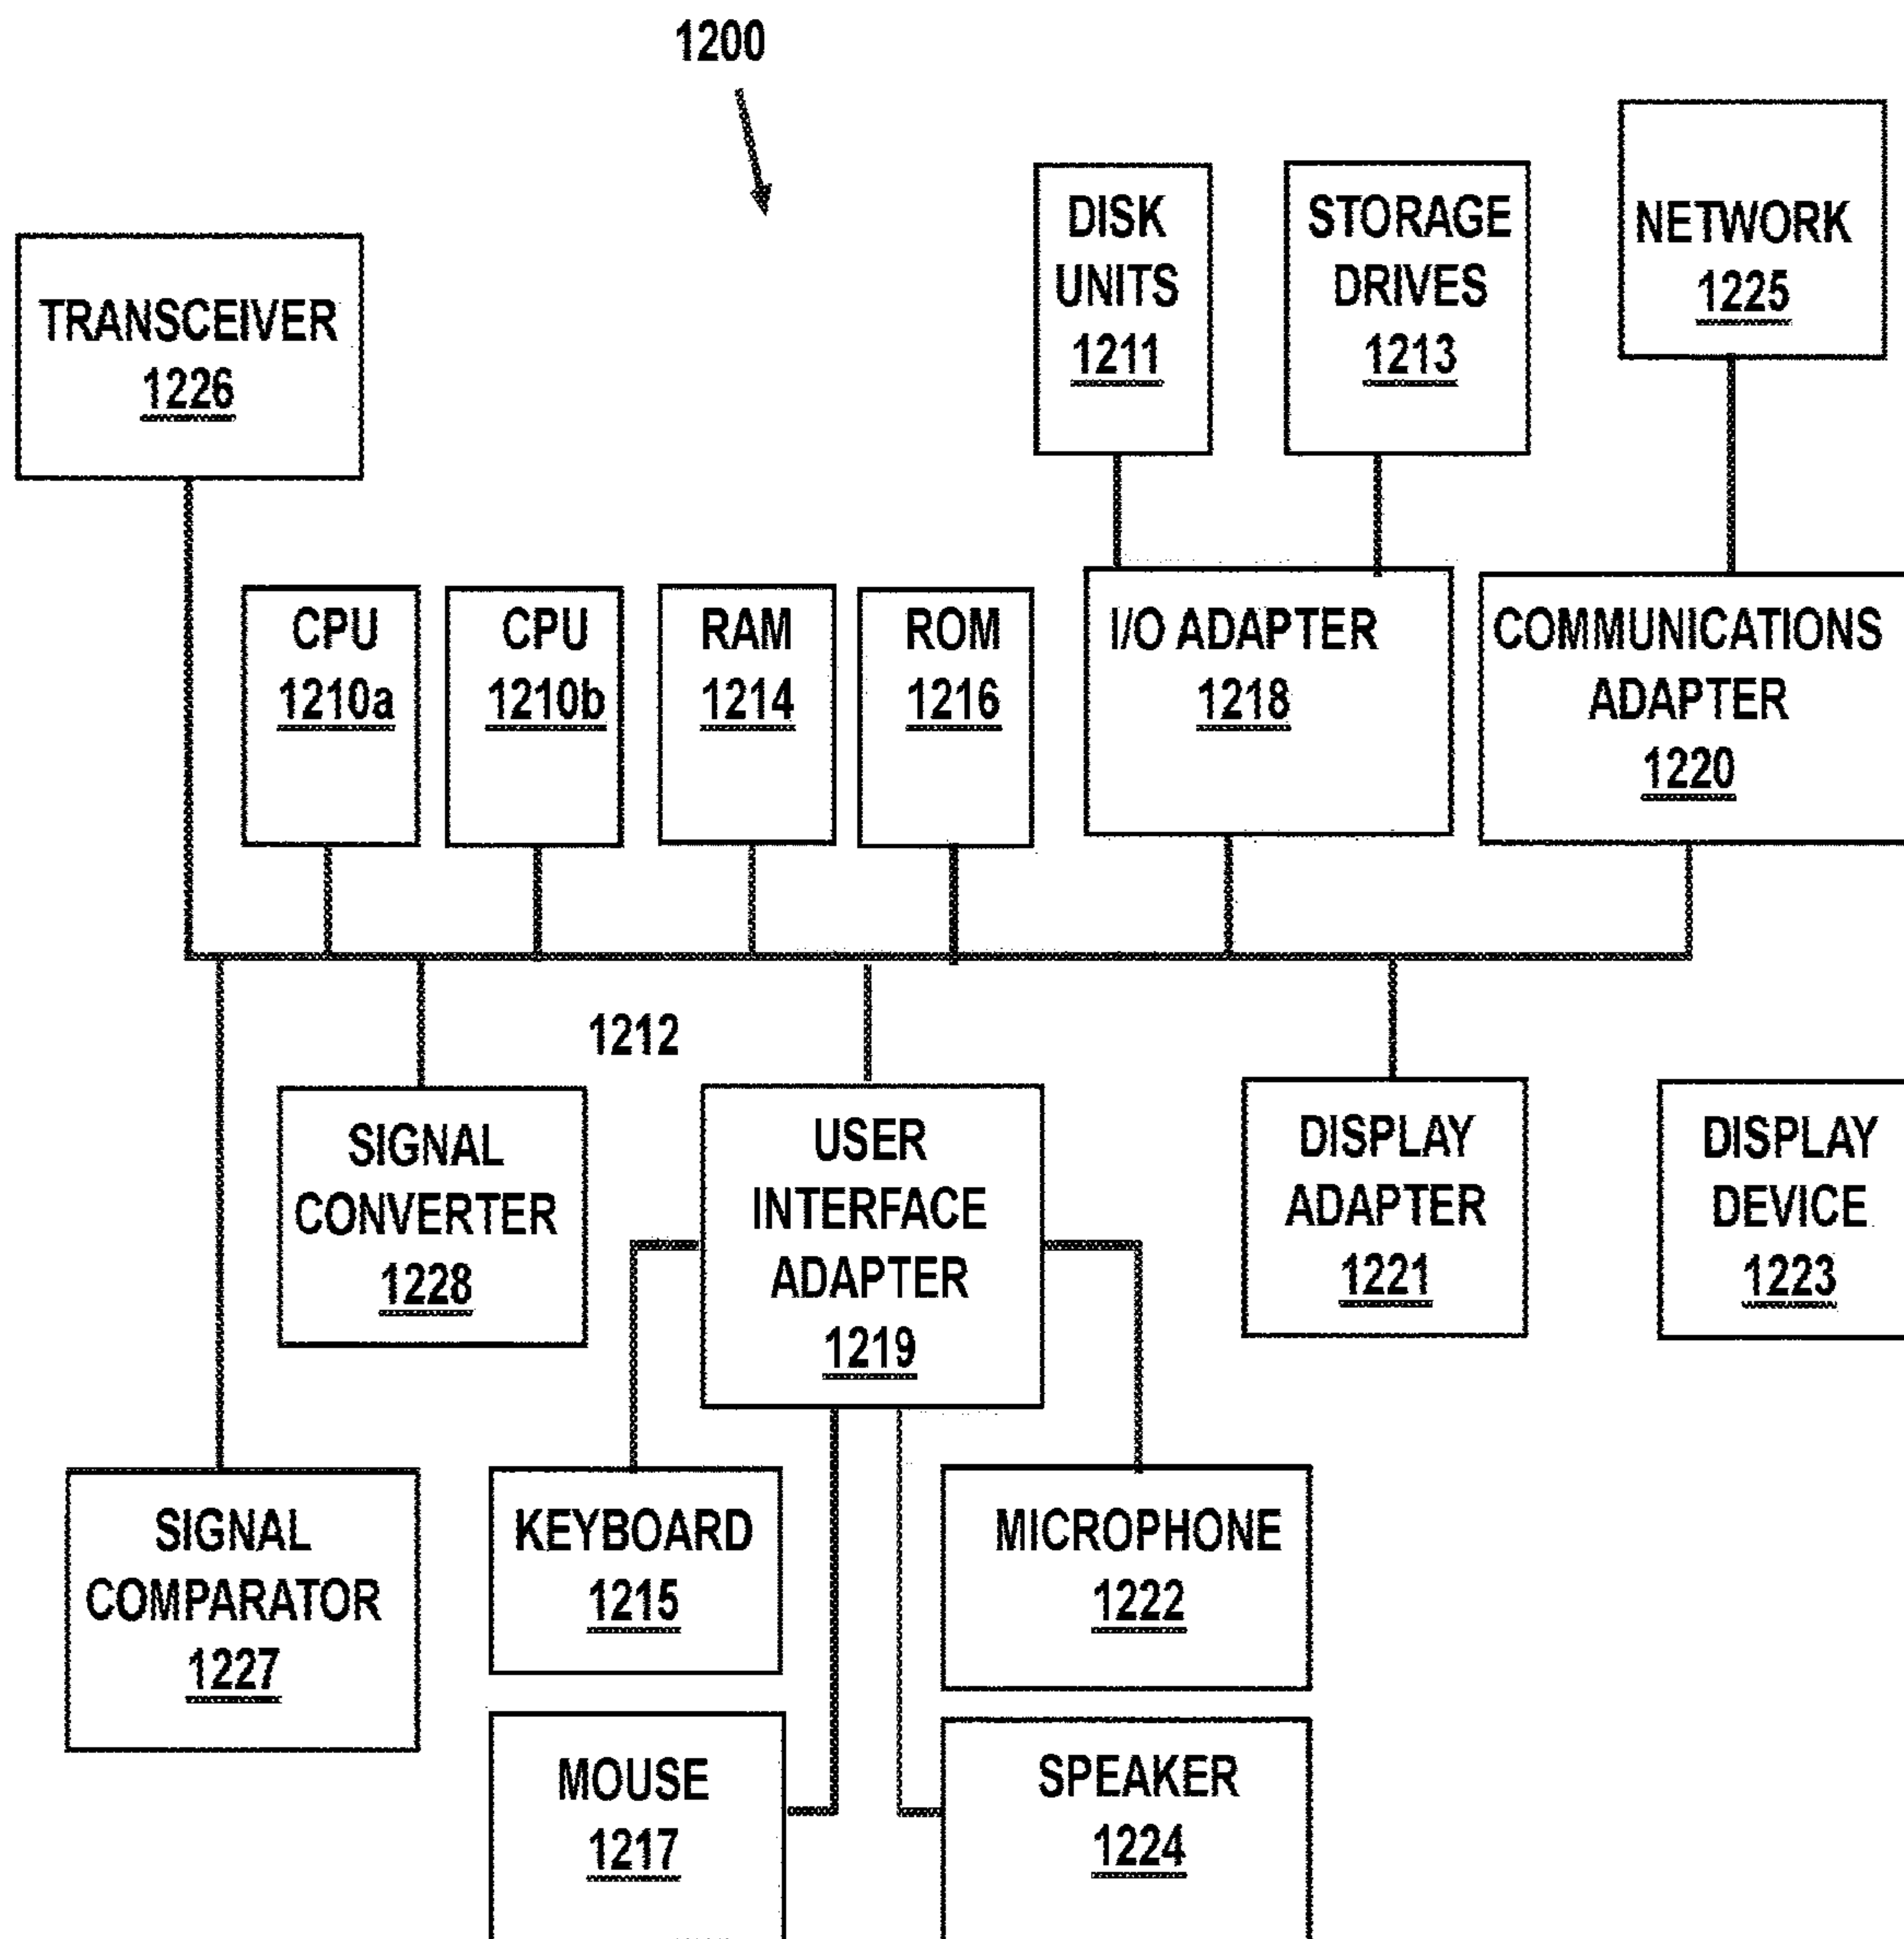 1200
TRANSCEIVER
1226
DISK
UNITS
1211
STORAGE
DRIVES
1213
NETWORK
1225
CPU
1210a
CPU
1210b
RAM
1214
ROM
1216
I/O ADAPTER
1218
COMMUNICATIONS
ADAPTER
1220
1212
SIGNAL
CONVERTER
1228
USER
INTERFACE
ADAPTER
1219
DISPLAY
ADAPTER
1221
DISPLAY
DEVICE
1223
SIGNAL
COMPARATOR
1227
KEYBOARD
1215
MICROPHONE
1222
MOUSE
1217
SPEAKER
1224